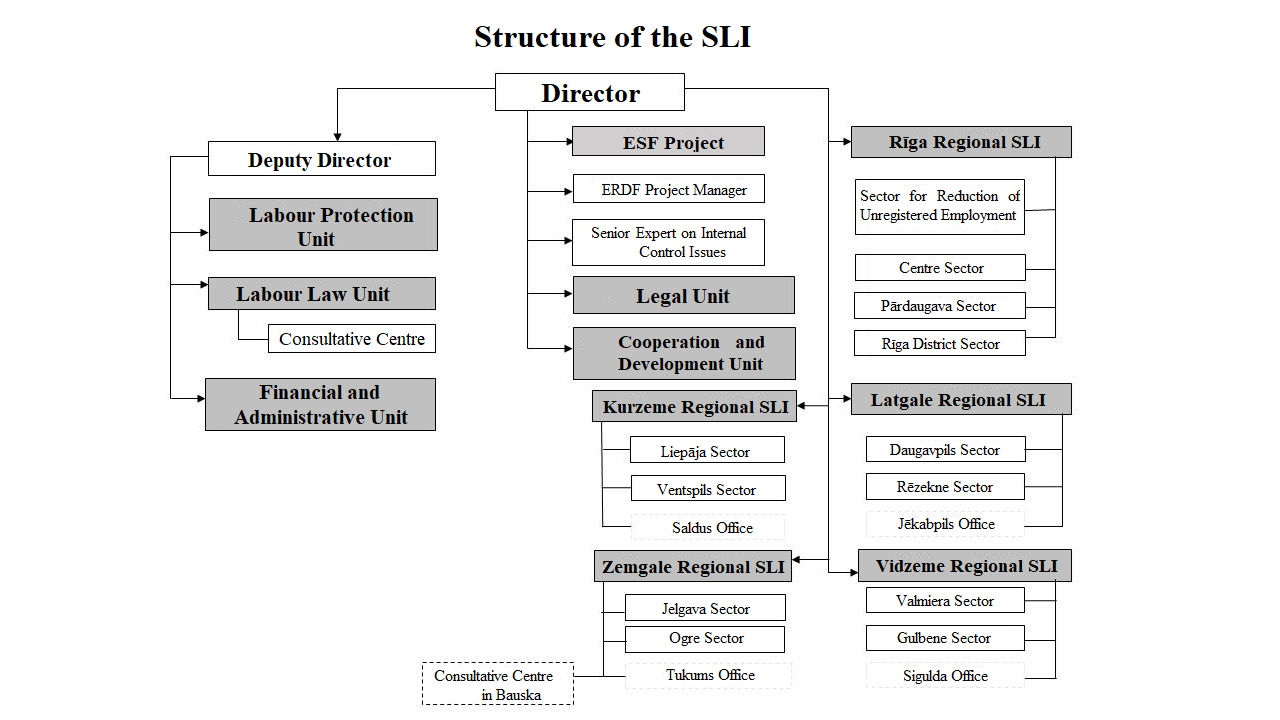 Structure of the SLI
Director
Deputy Director
Labour Protection
Unit
Labour Law Unit
Consultative Centre
Financial and
Administrative Unit
ESF Project
ERDF Project Manager
Senior Expert on Internal
Control Issues
Legal Unit
Cooperation and
Development Unit
Rīga Regional SLI
Sector for Reduction of
Unregistered Employment
Centre Sector
Pārdaugava Sector
Rīga District Sector
Kurzeme Regional SLI
Liepāja Sector
Ventspils Sector
Saldus Office
Latgale Regional SLI
Daugavpils Sector
Rēzekne Sector
Jēkabpils Office
Zemgale Regional SLI
Jelgava Sector
Ogre Sector
Tukums Office
Consultative Centre
in Bauska
Vidzeme Regional SLI
Valmiera Sector
Gulbene Sector
Sigulda Office